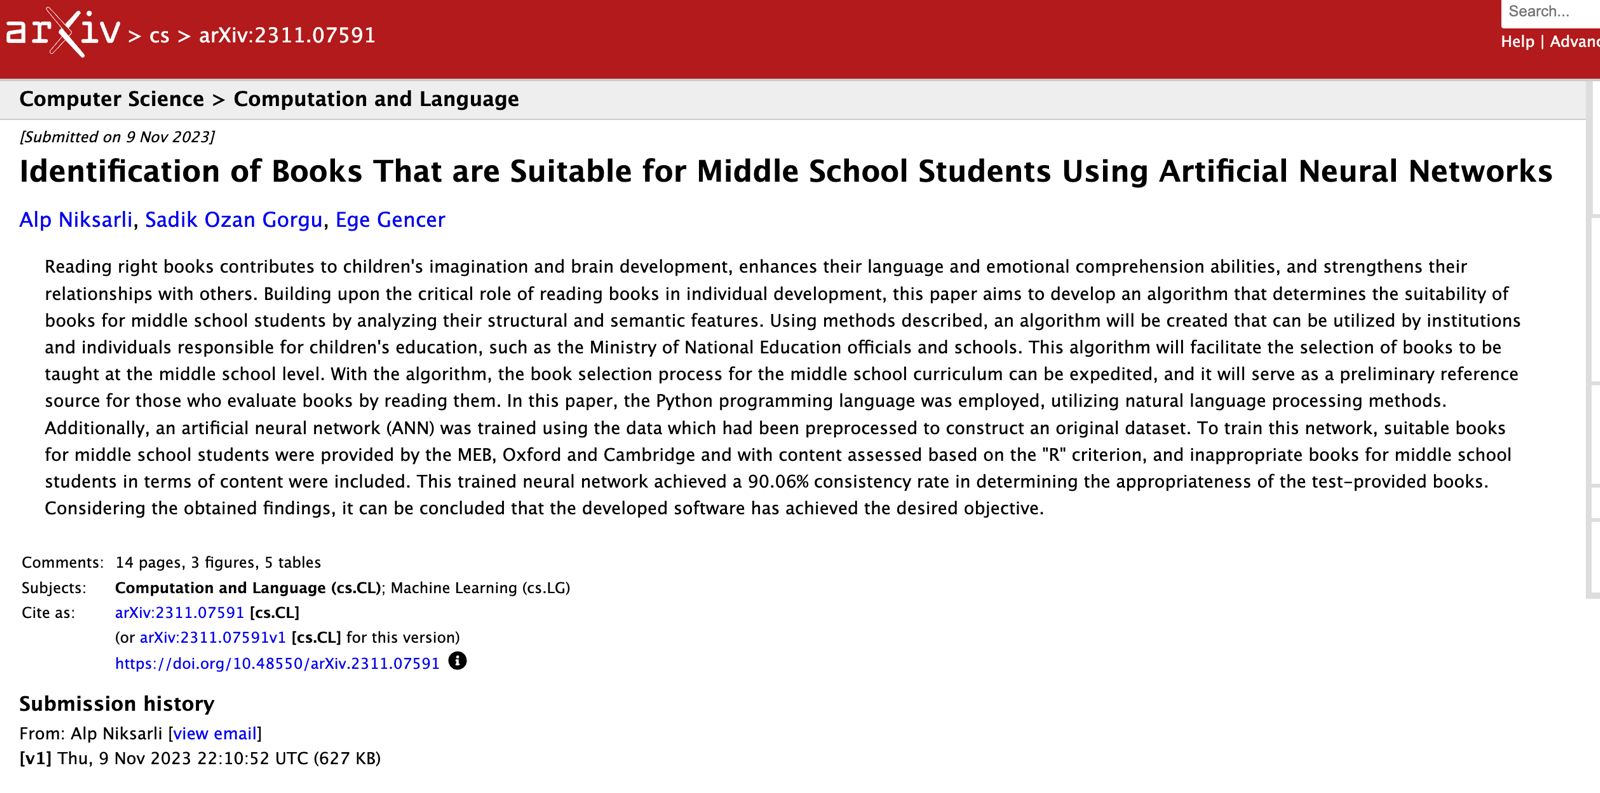 arXiv > cs > arXiv:2311.07591
Search...
Help | Advanc
Computer Science > Computation and Language
[Submitted on 9 Nov 2023]
Identification of Books That are Suitable for Middle School Students Using Artificial Neural Networks
Alp Niksarli, Sadik Ozan Gorgu, Ege Gencer
Reading right books contributes to children's imagination and brain development, enhances their language and emotional comprehension abilities, and strengthens their
relationships with others. Building upon the critical role of reading books in individual development, this paper aims to develop an algorithm that determines the suitability of
books for middle school students by analyzing their structural and semantic features. Using methods described, an algorithm will be created that can be utilized by institutions
and individuals responsible for children's education, such as the Ministry of National Education officials and schools. This algorithm will facilitate the selection of books to be
taught at the middle school level. With the algorithm, the book selection process for the middle school curriculum can be expedited, and it will serve as a preliminary reference
source for those who evaluate books by reading them. In this paper, the Python programming language was employed, utilizing natural language processing methods.
Additionally, an artificial neural network (ANN) was trained using the data which had been preprocessed to construct an original dataset. To train this network, suitable books
for middle school students were provided by the MEB, Oxford and Cambridge and with content assessed based on the "R" criterion, and inappropriate books for middle school
students in terms of content were included. This trained neural network achieved a 90.06% consistency rate in determining the appropriateness of the test-provided books.
Considering the obtained findings, it can be concluded that the developed software has achieved the desired objective.
Comments: 14 pages, 3 figures, 5 tables
Subjects: Computation and Language (cs.CL); Machine Learning (cs.LG)
Cite as: arXiv:2311.07591 [cs.CL]
(or arXiv:2311.07591v1 [cs.CL] for this version)
https://doi.org/10.48550/arXiv.2311.07591
Submission history
From: Alp Niksarli [view email]
[v1] Thu, 9 Nov 2023 22:10:52 UTC (627 KB)